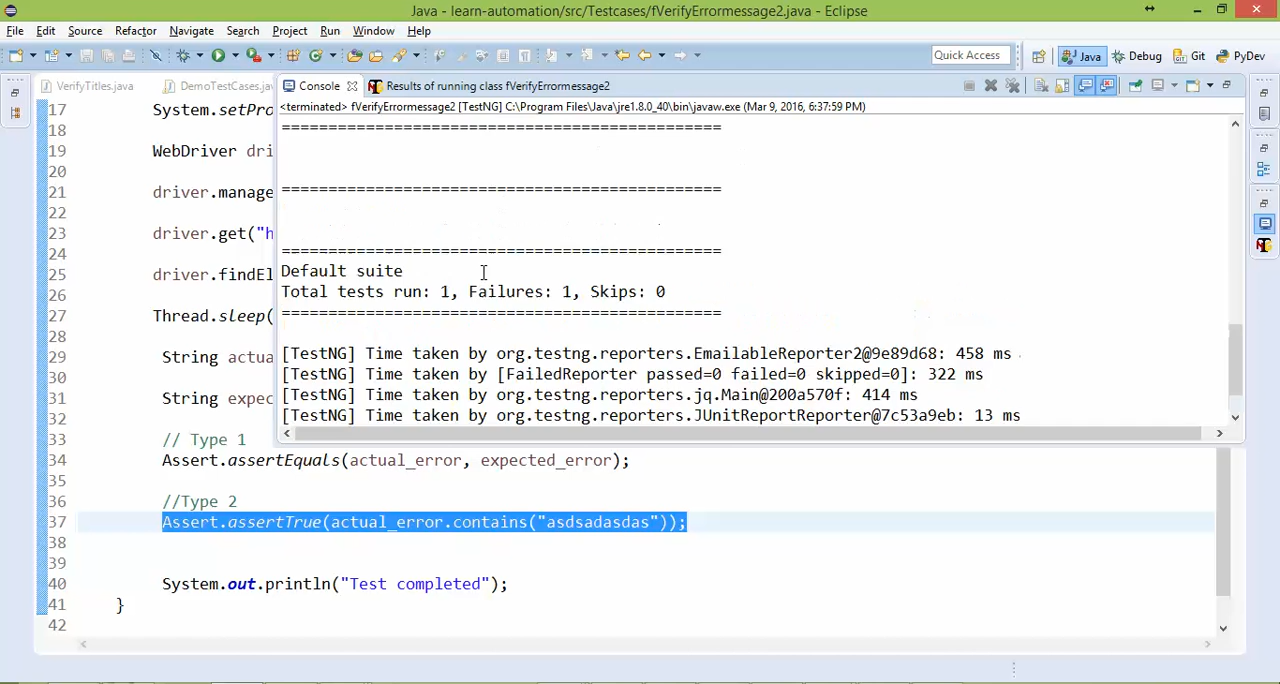 Java - learn-automation/src/Testcases/fVerifyErrormessage2.java - Eclipse
File Edit Source Refactor Navigate Search Project Run Window Help
Quick Access Java Debug Git PyDev
VerifyTitles.java DemoTestCases.jav Console Results of running class fVerifyErrormessage2
<terminated> fVerifyErrormessage2 [TestNG] C:\Program Files\Java\jre1.8.0_40\bin\javaw.exe (Mar 9, 2016, 6:37:59 PM)
===============================================
===============================================
===============================================
Default suite
Total tests run: 1, Failures: 1, Skips: 0
===============================================
[TestNG] Time taken by org.testng.reporters.EmailableReporter2@9e89d68: 458 ms
[TestNG] Time taken by [FailedReporter passed=0 failed=0 skipped=0]: 322 ms
[TestNG] Time taken by org.testng.reporters.jq.Main@200a570f: 414 ms
[TestNG] Time taken by org.testng.reporters.JUnitReportReporter@7c53a9eb: 13 ms
17 System.setPro
18
19 WebDriver dri
20
21 driver.manage
22
23 driver.get("h
24
25 driver.findEl
26
27 Thread.sleep(
28
29 String actua
30
31 String expec
32
33 // Type 1
34 Assert.assertEquals(actual_error, expected_error);
35
36 //Type 2
37 Assert.assertTrue(actual_error.contains("asdsadasdas"));
38
39
40 System.out.println("Test completed");
41 }
42